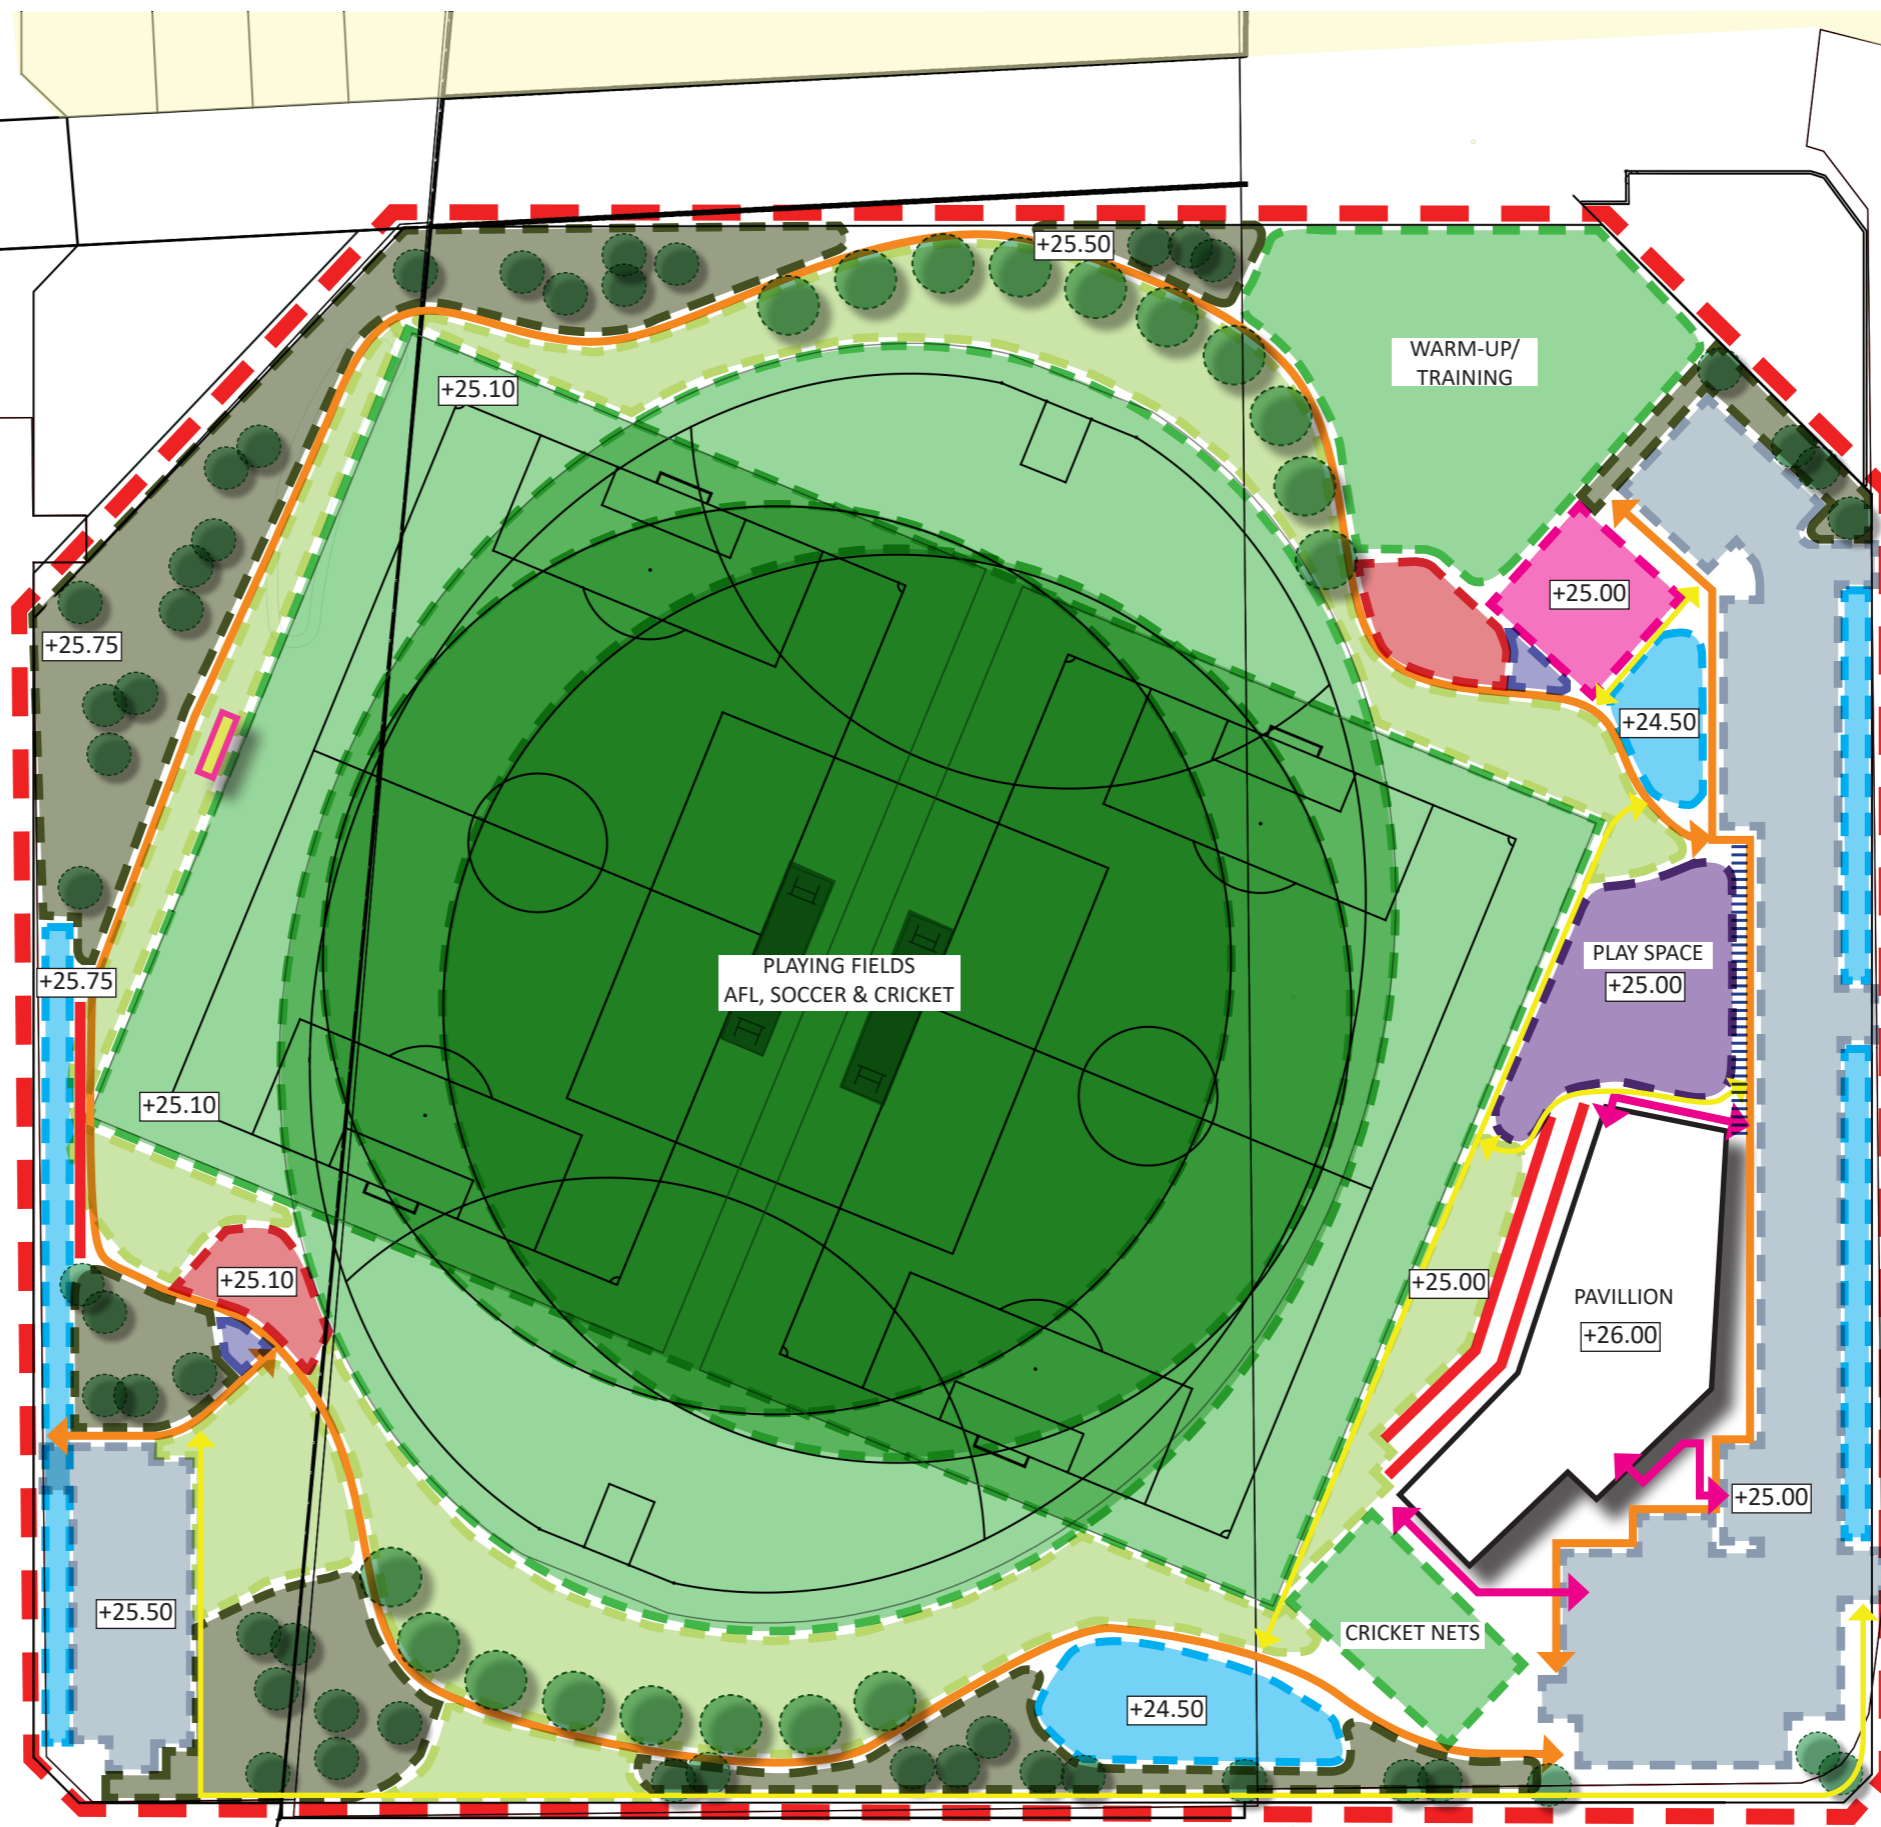 +25.50
WARM-UP/
TRAINING
+25.10
+25.00
+25.75
+24.50
PLAY SPACE
+25.00
PLAYING FIELDS
AFL, SOCCER & CRICKET
+25.75
+25.10
+25.10
+25.00
PAVILLION
+26.00
+25.00
+25.50
CRICKET NETS
+24.50